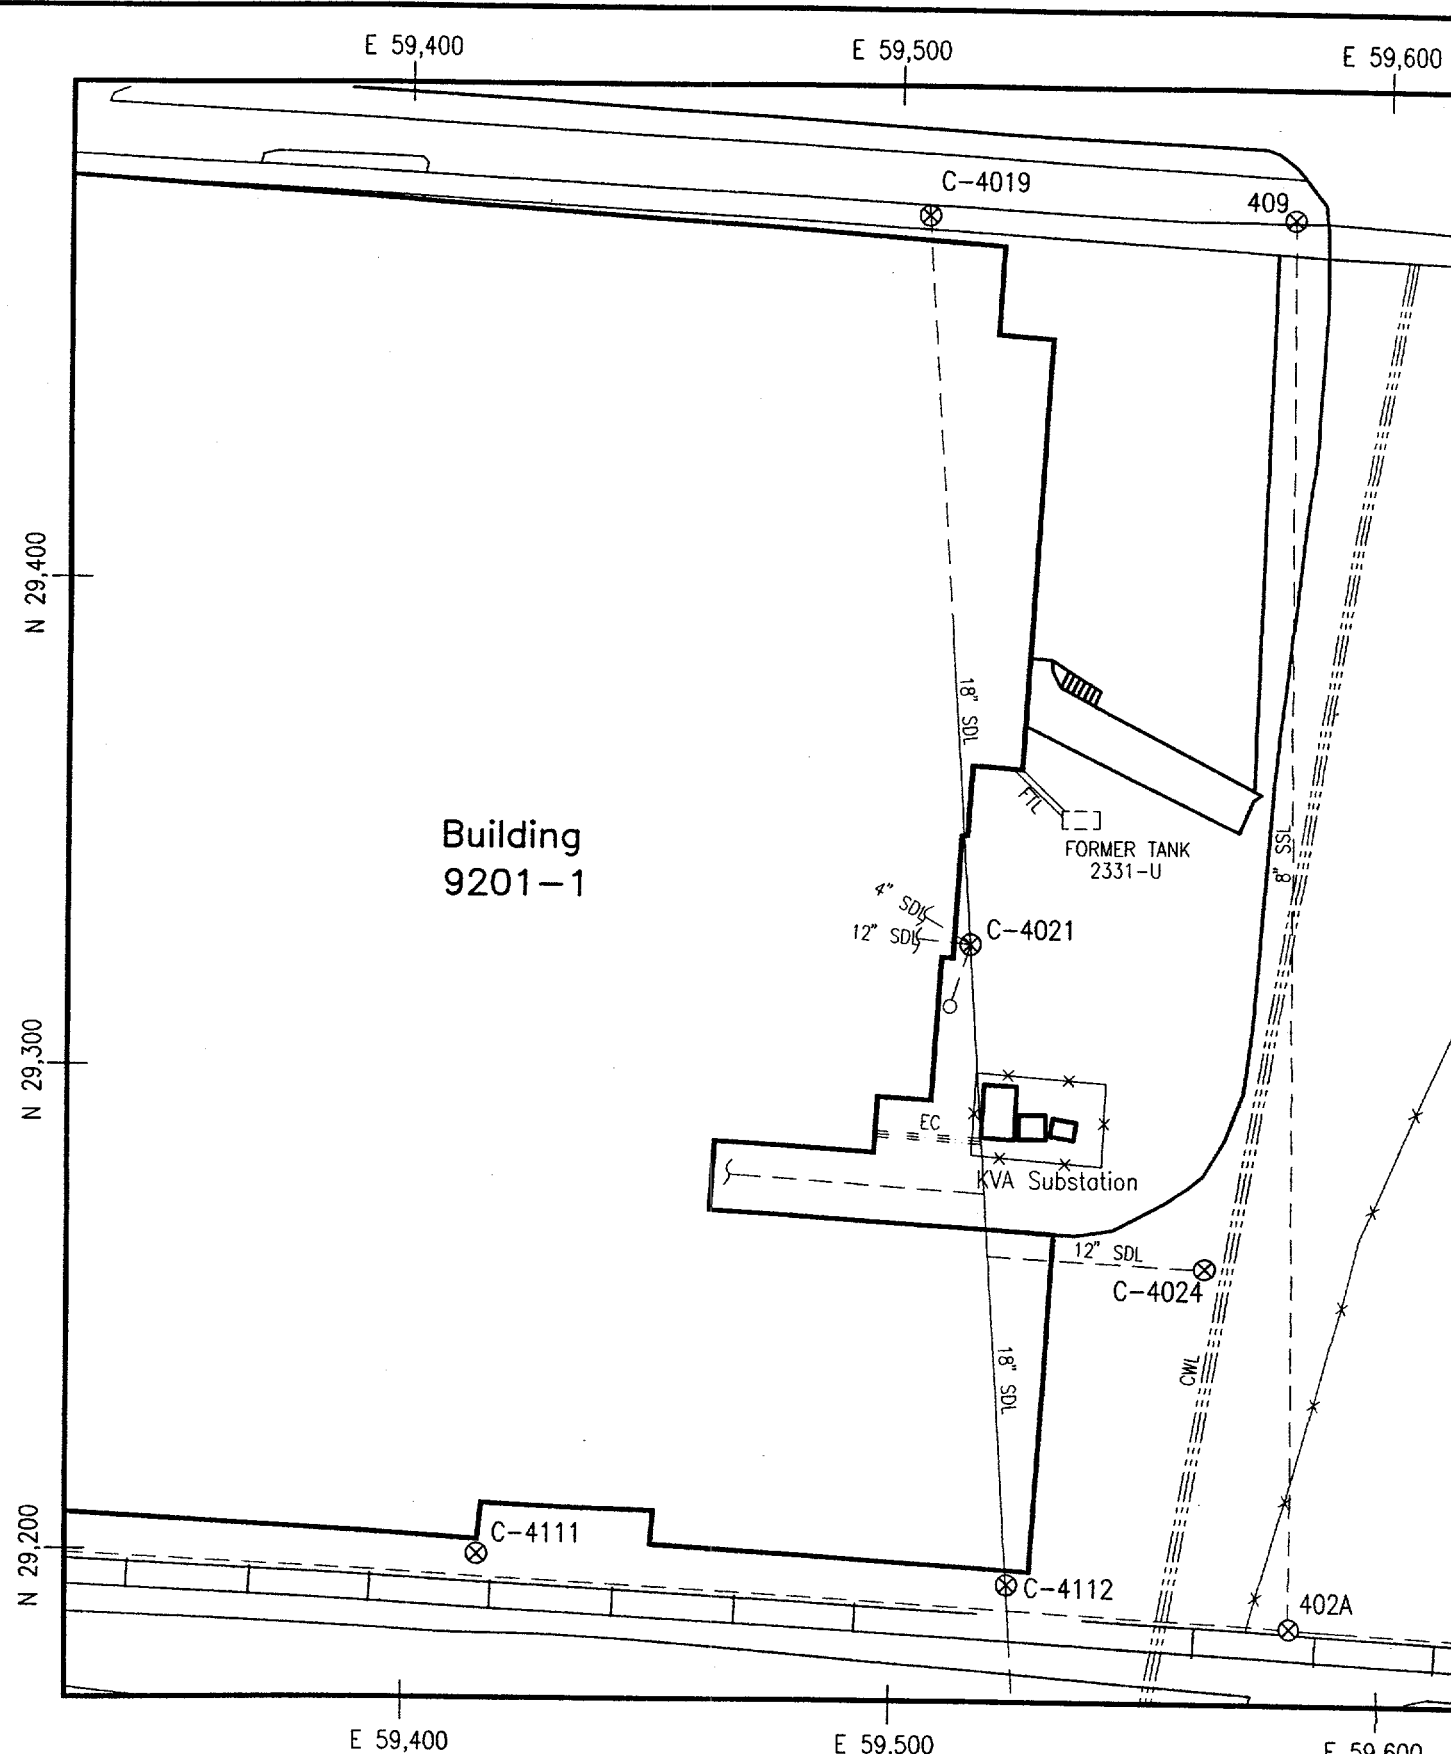 E 59,400
E 59,500
E 59,600
C-4019
409
N 29,400
18" SDL
FTL
Building
9201-1
FORMER TANK
2331-U
8" SSL
4" SDL
12" SDL
C-4021
N 29,300
EC
KVA Substation
12" SDL
C-4024
18" SDL
CWL
N 29,200
C-4111
C-4112
402A
E 59,400
E 59,500
E 59,600